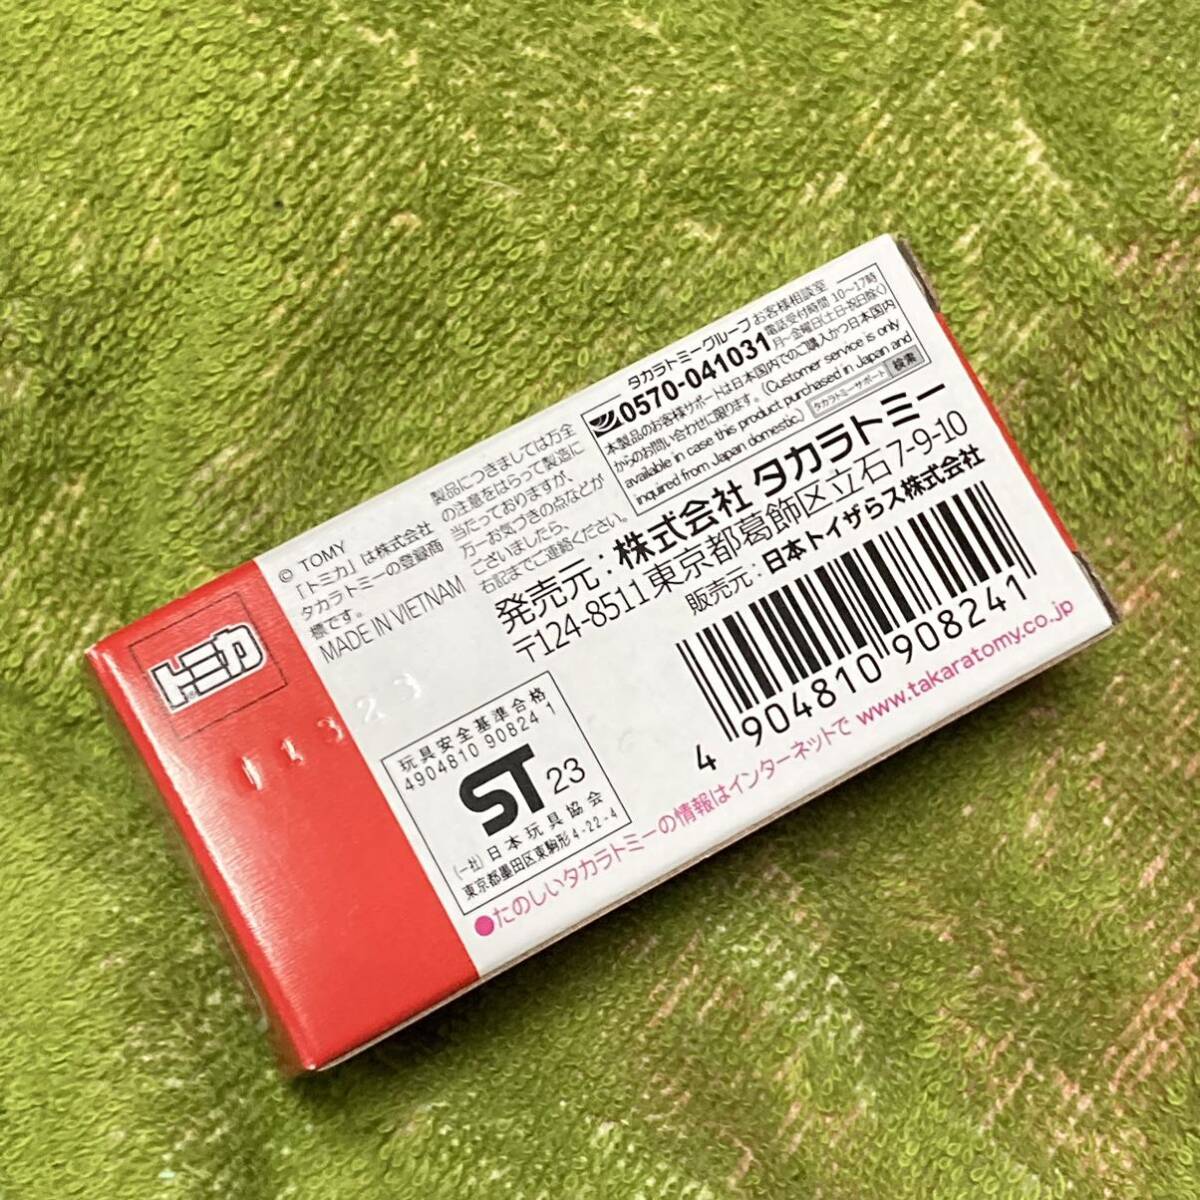 トミカ
© TOMY
「トミカ」は株式会社
タカラトミーの登録商
標です。
MADE IN VIETNAM
製品につきましては万全
の注意をはらって製造に
当たっておりますが、
万一お気づきの点などが
ございましたら、
右記までご連絡ください。
タカラトミーグループお客様相談室
0570-041031
電話受付時間 10〜17時
月〜金曜日(土・日・祝日除く)
本製品のお客様サポートは日本国内でのご購入かつ日本国内
からのお問い合わせに限ります。(Customer service is only
available in case this product purchased in Japan and
inquired from Japan domestic.)
タカラトミーサポート 検索
発売元：株式会社 タカラトミー
〒124-8511東京都葛飾区立石7-9-10
販売元：日本トイザらス株式会社
4 904810 908241
玩具安全基準合格
4904810 90824 1
ST 23
(一社)日本玩具協会
東京都墨田区東駒形4-22-4
●たのしいタカラトミーの情報はインターネットで www.takaratomy.co.jp